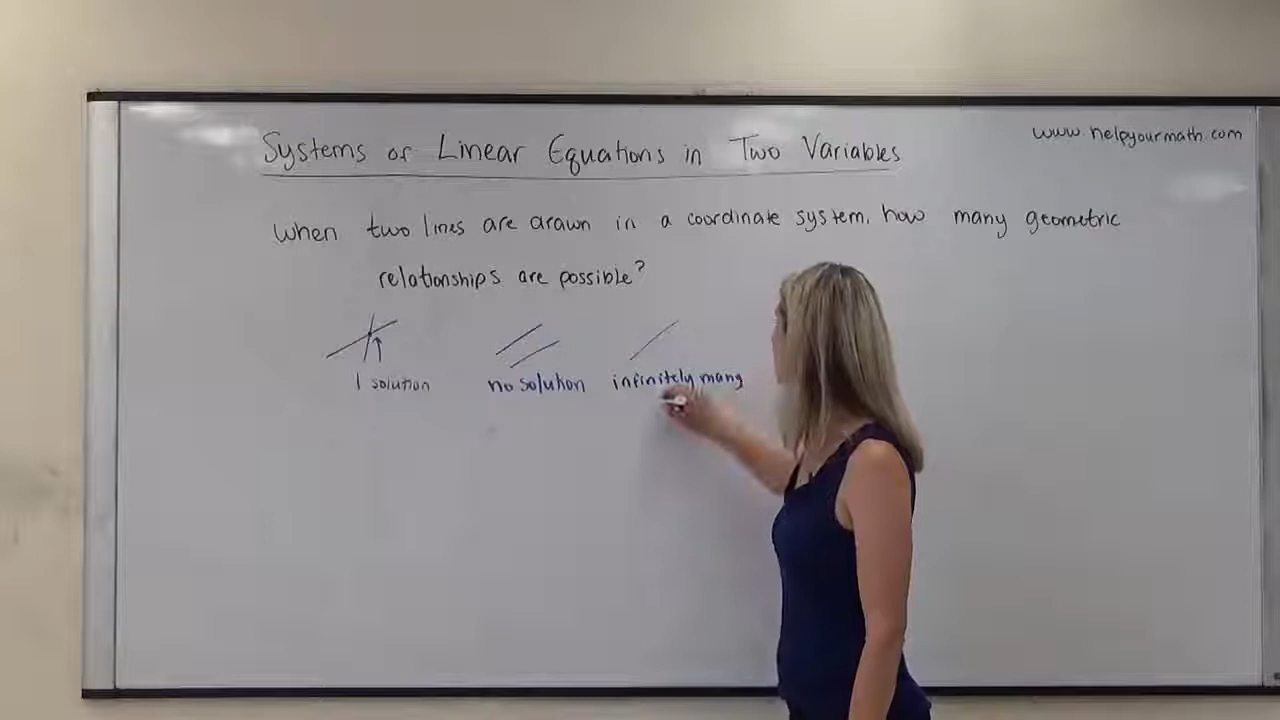 Systems of Linear Equations in Two Variables
www.helpyourmath.com
When two lines are drawn in a coordinate system, how many geometric
relationships are possible?
1 solution no solution infinitely many